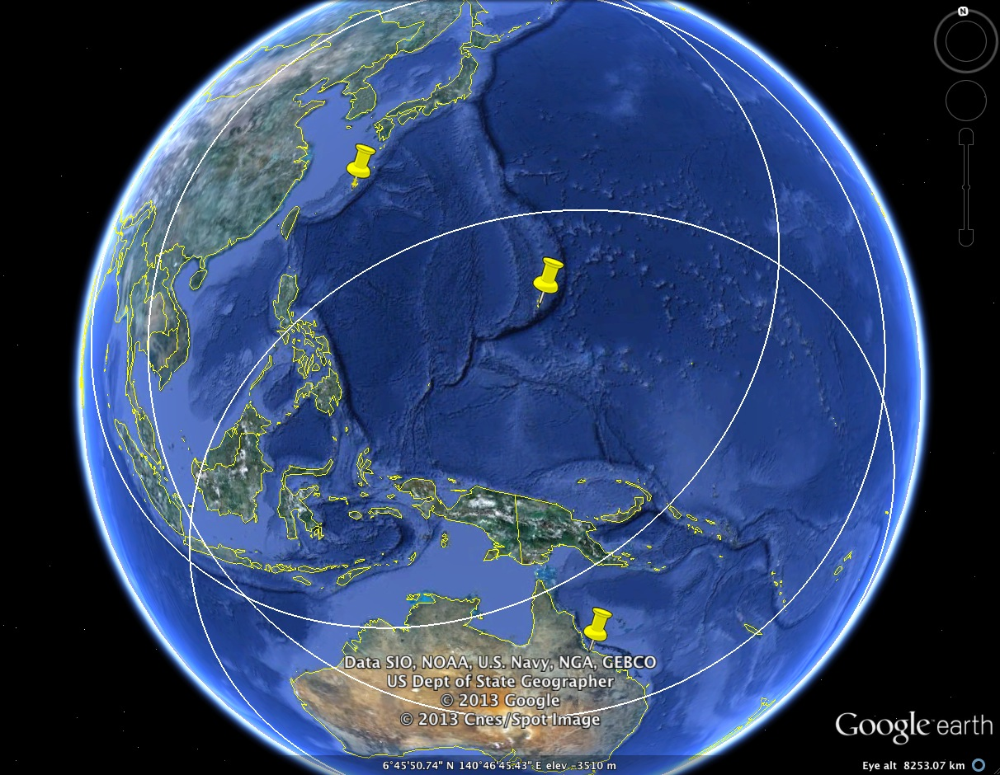 N
Data SIO, NOAA, U.S. Navy, NGA, GEBCO
US Dept of State Geographer
© 2013 Google
© 2013 Cnes/Spot Image
Google earth
6°45'50.74" N 140°46'45.43" E elev -3510 m
Eye alt 8253.07 km